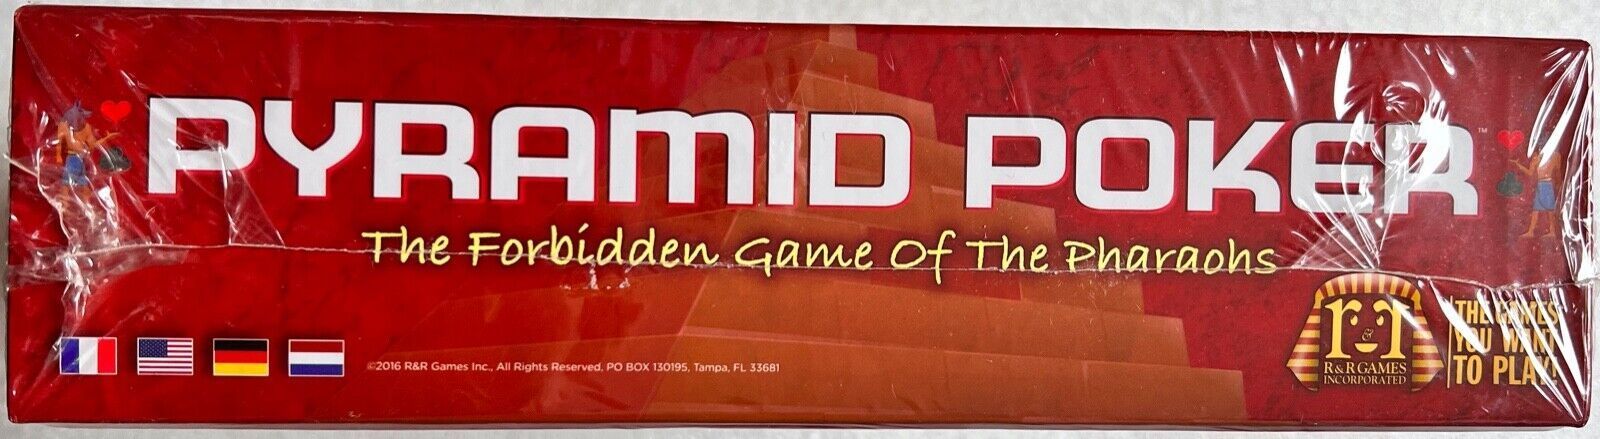 PYRAMID POKER™
The Forbidden Game Of The Pharaohs
©2016 R&R Games Inc., All Rights Reserved, PO BOX 130195, Tampa, FL 33681
r&r
R&R GAMES
INCORPORATED
THE GAMES
YOU WANT
TO PLAY!